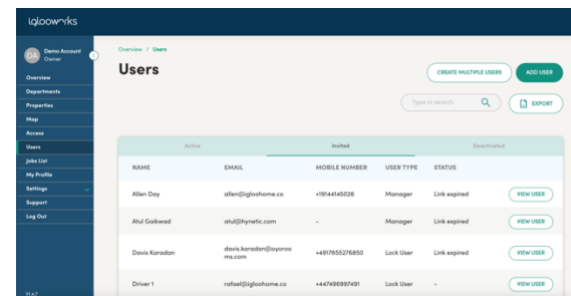 iglooworks
DA
Demo Account
Owner
Overview
Departments
Properties
Map
Access
Users
Jobs List
My Profile
Settings
Support
Log Out
Overview / Users
Users
CREATE MULTIPLE USERS
ADD USER
Type in search
EXPORT
Active
Invited
Deactivated
NAME EMAIL MOBILE NUMBER USER TYPE STATUS
Allen Day allen@igloohome.co +19144145026 Manager Link expired VIEW USER
Atul Gaikwad atul@hynetic.com - Manager Link expired VIEW USER
Davis Karadan davis.karadan@oyoroo
ms.com +4917655276850 Lock User Link expired VIEW USER
Driver 1 rafael@igloohome.co +447496997491 Lock User - VIEW USER